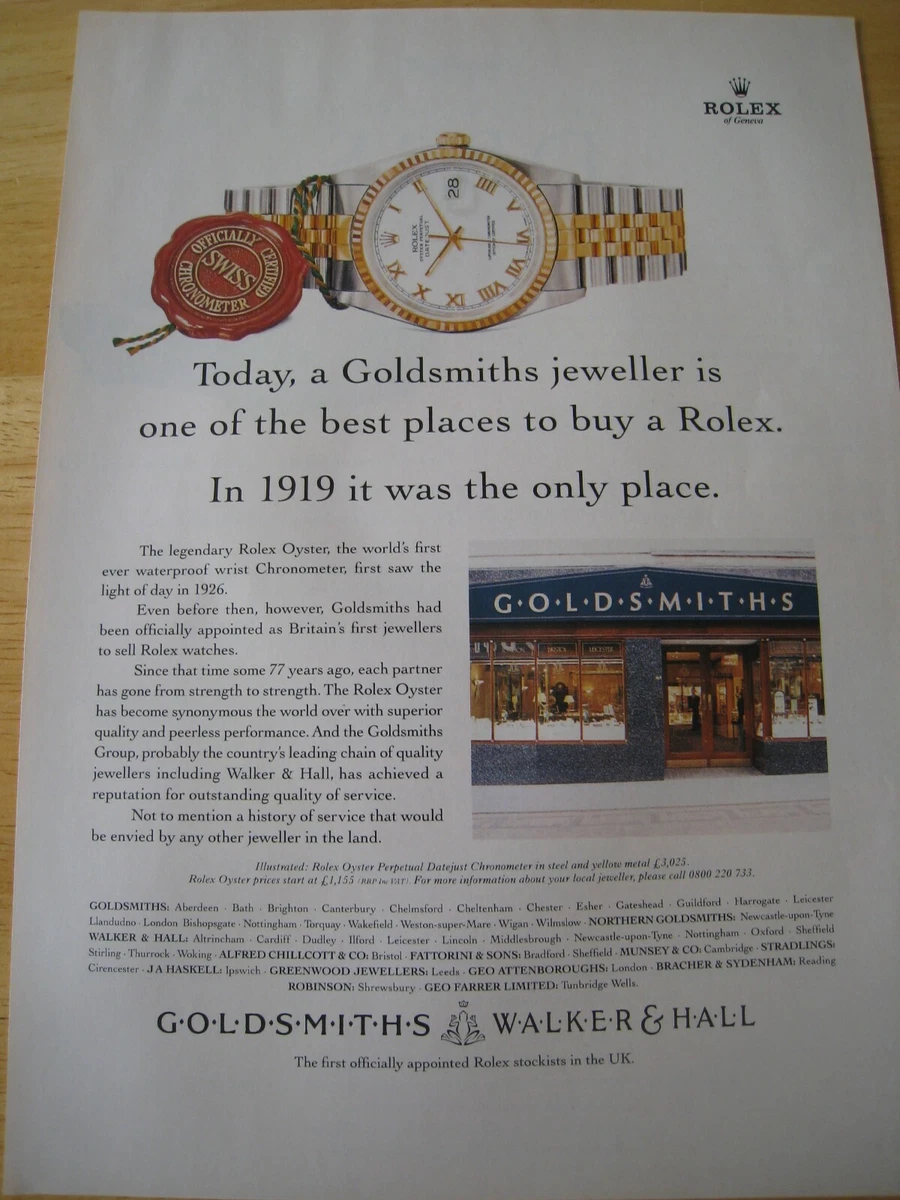 ROLEX
of Geneva
28
I
IIII
V
VI
VII
VIII
IX
X
XI
ROLEX
OYSTER PERPETUAL
DATEJUST
OFFICIALLY CERTIFIED
SWISS
CHRONOMETER
Today, a Goldsmiths jeweller is
one of the best places to buy a Rolex.
In 1919 it was the only place.
The legendary Rolex Oyster, the world's first
ever waterproof wrist Chronometer, first saw the
light of day in 1926.
Even before then, however, Goldsmiths had
been officially appointed as Britain's first jewellers
to sell Rolex watches.
Since that time some 77 years ago, each partner
has gone from strength to strength. The Rolex Oyster
has become synonymous the world over with superior
quality and peerless performance. And the Goldsmiths
Group, probably the country's leading chain of quality
jewellers including Walker & Hall, has achieved a
reputation for outstanding quality of service.
Not to mention a history of service that would
be envied by any other jeweller in the land.
G·O·L·D·S·M·I·T·H·S
BRISTOL LEICESTER
Illustrated: Rolex Oyster Perpetual Datejust Chronometer in steel and yellow metal £3,025.
Rolex Oyster prices start at £1,155 (RRP Inc VAT). For more information about your local jeweller, please call 0800 220 733.
GOLDSMITHS: Aberdeen · Bath · Brighton · Canterbury · Chelmsford · Cheltenham · Chester · Esher · Gateshead · Guildford · Harrogate · Leicester
Llandudno · London Bishopsgate · Nottingham · Torquay · Wakefield · Weston-super-Mare · Wigan · Wilmslow · NORTHERN GOLDSMITHS: Newcastle-upon-Tyne
WALKER & HALL: Altrincham · Cardiff · Dudley · Ilford · Leicester · Lincoln · Middlesbrough · Newcastle-upon-Tyne · Nottingham · Oxford · Sheffield
Stirling · Thurrock · Woking · ALFRED CHILLCOTT & CO: Bristol · FATTORINI & SONS: Bradford · Sheffield · MUNSEY & CO: Cambridge · STRADLINGS:
Cirencester · J A HASKELL: Ipswich · GREENWOOD JEWELLERS: Leeds · GEO ATTENBOROUGHS: London · BRACHER & SYDENHAM: Reading
ROBINSON: Shrewsbury · GEO FARRER LIMITED: Tunbridge Wells.
G·O·L·D·S·M·I·T·H·S W·A·L·K·E·R & H·A·L·L
The first officially appointed Rolex stockists in the UK.